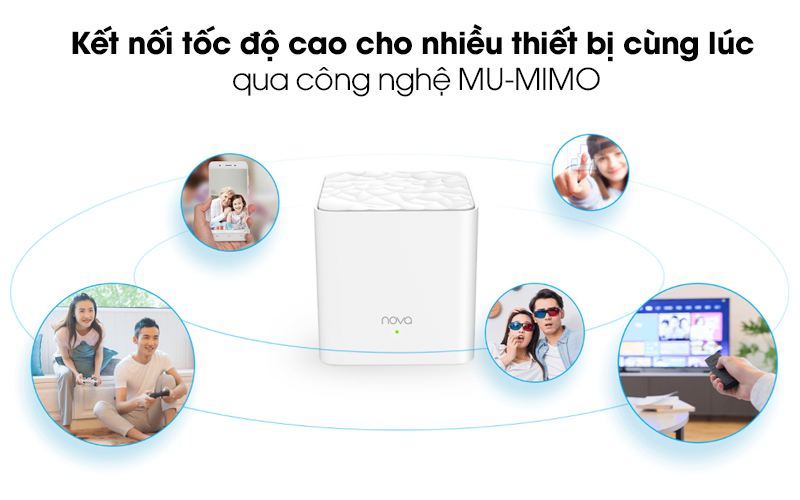 Kết nối tốc độ cao cho nhiều thiết bị cùng lúc
qua công nghệ MU-MIMO
nova